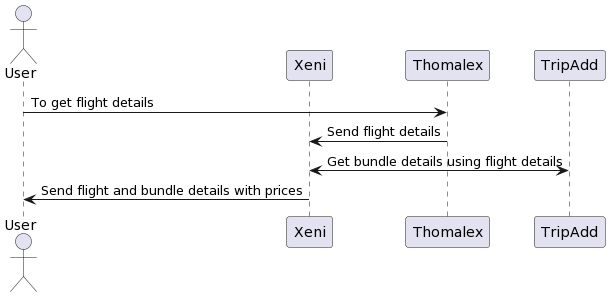 User
Xeni
Thomalex
TripAdd
To get flight details
Send flight details
Get bundle details using flight details
Send flight and bundle details with prices
User
Xeni
Thomalex
TripAdd